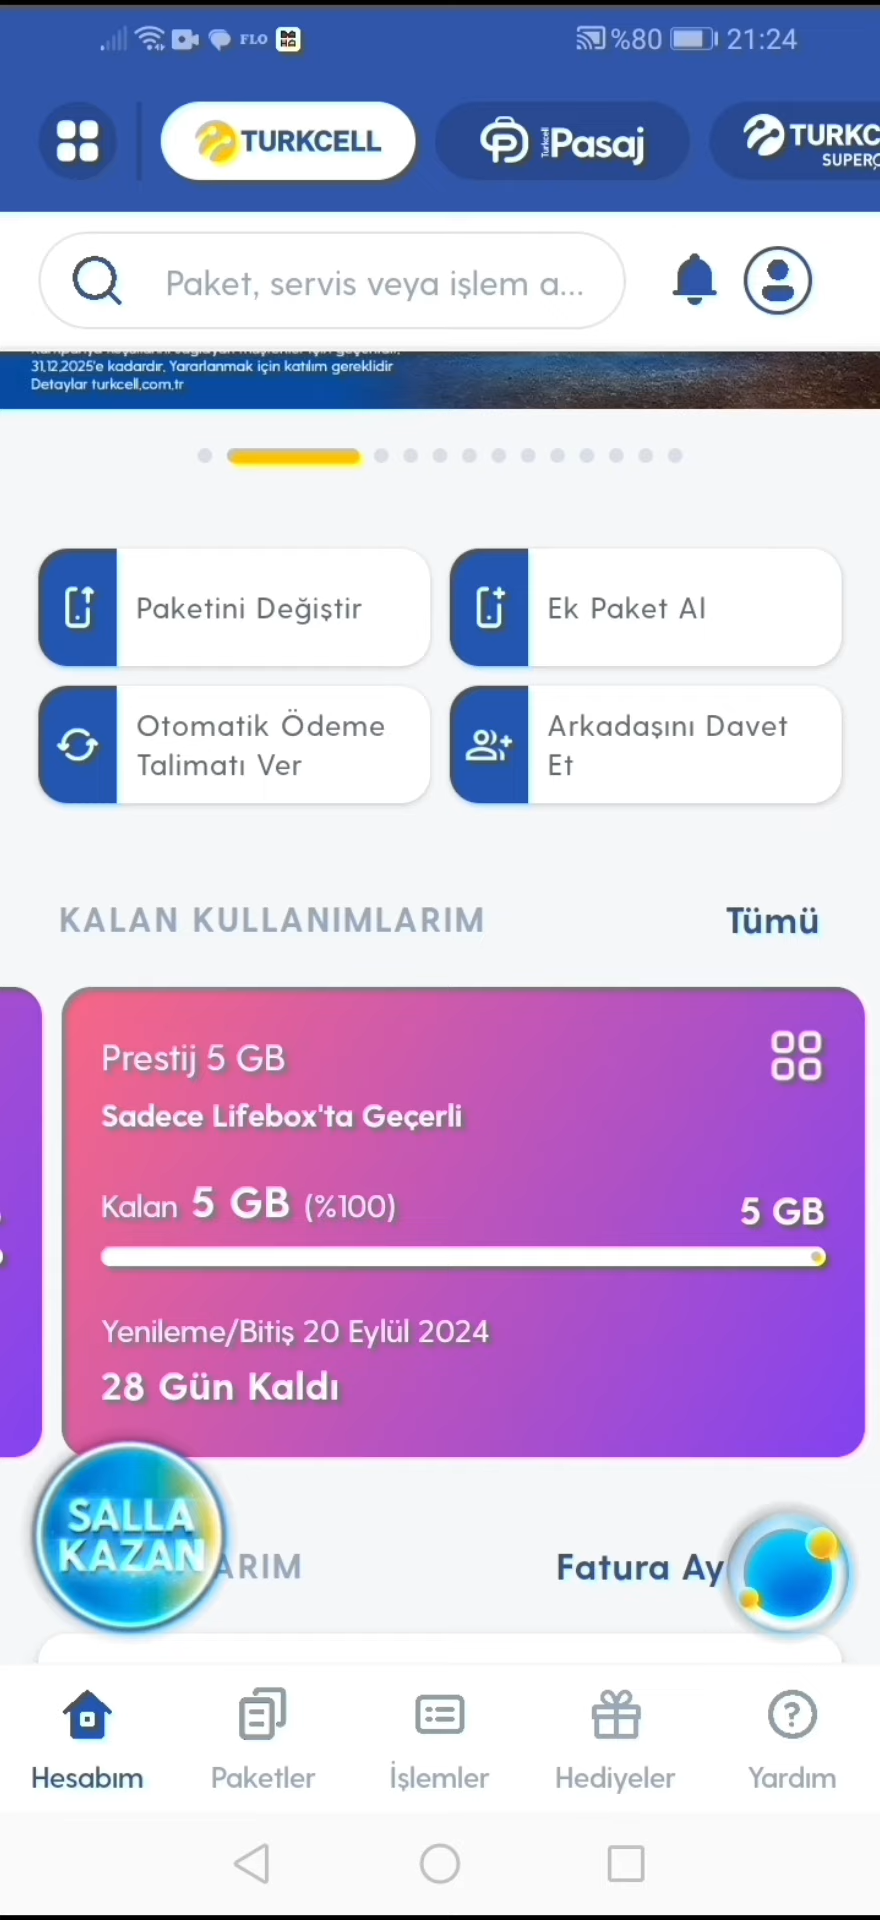 FLO
%80
21:24
TURKCELL
Turkcell
Pasaj
TURKC
SUPERC
Paket, servis veya işlem a...
31.12.2025'e kadardır. Yararlanmak için katılım gereklidir
Detaylar turkcell.com.tr
Paketini Değiştir
Ek Paket Al
Otomatik Ödeme
Talimatı Ver
Arkadaşını Davet
Et
KALAN KULLANIMLARIM
Tümü
Prestij 5 GB
Sadece Lifebox'ta Geçerli
Kalan 5 GB (%100)
5 GB
Yenileme/Bitiş 20 Eylül 2024
28 Gün Kaldı
SALLA
KAZAN
ARIM
Fatura Ay
Hesabım
Paketler
İşlemler
Hediyeler
Yardım